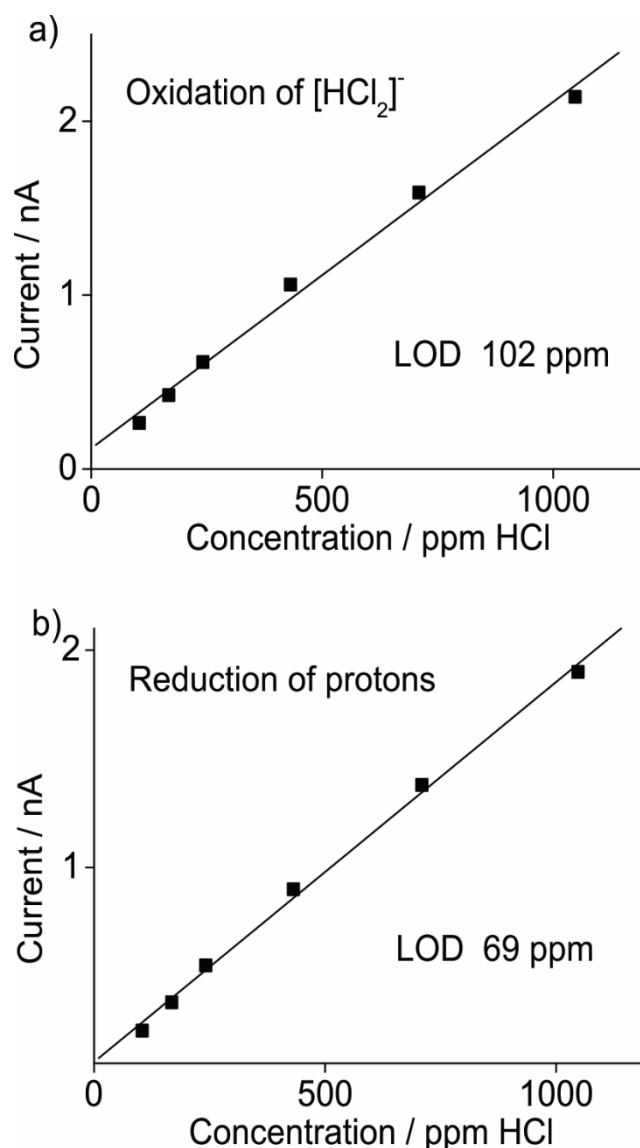 a)
2
Oxidation of [HCl₂]⁻
Current / nA
1
LOD 102 ppm
0
0 500 1000
Concentration / ppm HCl
b)
2
Reduction of protons
Current / nA
1
LOD 69 ppm
0 500 1000
Concentration / ppm HCl